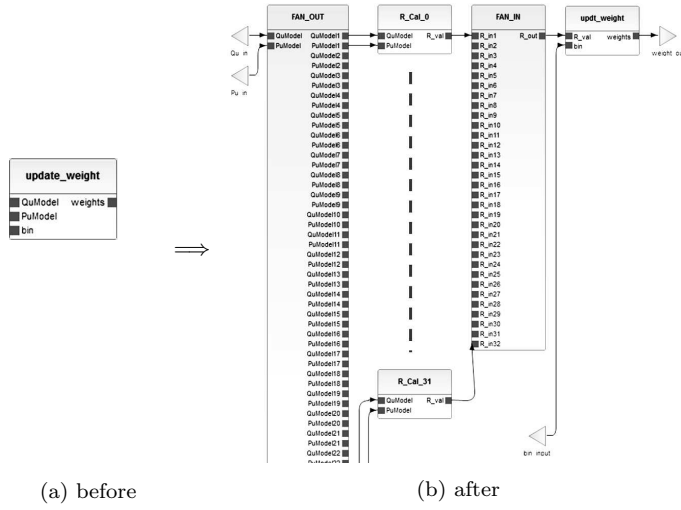 update_weight
QuModel weights
PuModel
bin
⟹
FAN_OUT
QuModel QuModel1
PuModel PuModel1
QuModel2
PuModel2
QuModel3
PuModel3
QuModel4
PuModel4
QuModel5
PuModel5
QuModel6
PuModel6
QuModel7
PuModel7
QuModel8
PuModel8
QuModel9
PuModel9
QuModel10
PuModel10
QuModel11
PuModel11
QuModel12
PuModel12
QuModel13
PuModel13
QuModel14
PuModel14
QuModel15
PuModel15
QuModel16
PuModel16
QuModel17
PuModel17
QuModel18
PuModel18
QuModel19
PuModel19
QuModel20
PuModel20
QuModel21
PuModel21
QuModel22
Qu in
Pu in
R_Cal_0
QuModel R_val
PuModel
R_Cal_31
QuModel R_val
PuModel
FAN_IN
R_in1 R_out
R_in2
R_in3
R_in4
R_in5
R_in6
R_in7
R_in8
R_in9
R_in10
R_in11
R_in12
R_in13
R_in14
R_in15
R_in16
R_in17
R_in18
R_in19
R_in20
R_in21
R_in22
R_in23
R_in24
R_in25
R_in26
R_in27
R_in28
R_in29
R_in30
R_in31
R_in32
updt_weight
R_val weights
bin
weight ou
bin input
(a) before
(b) after